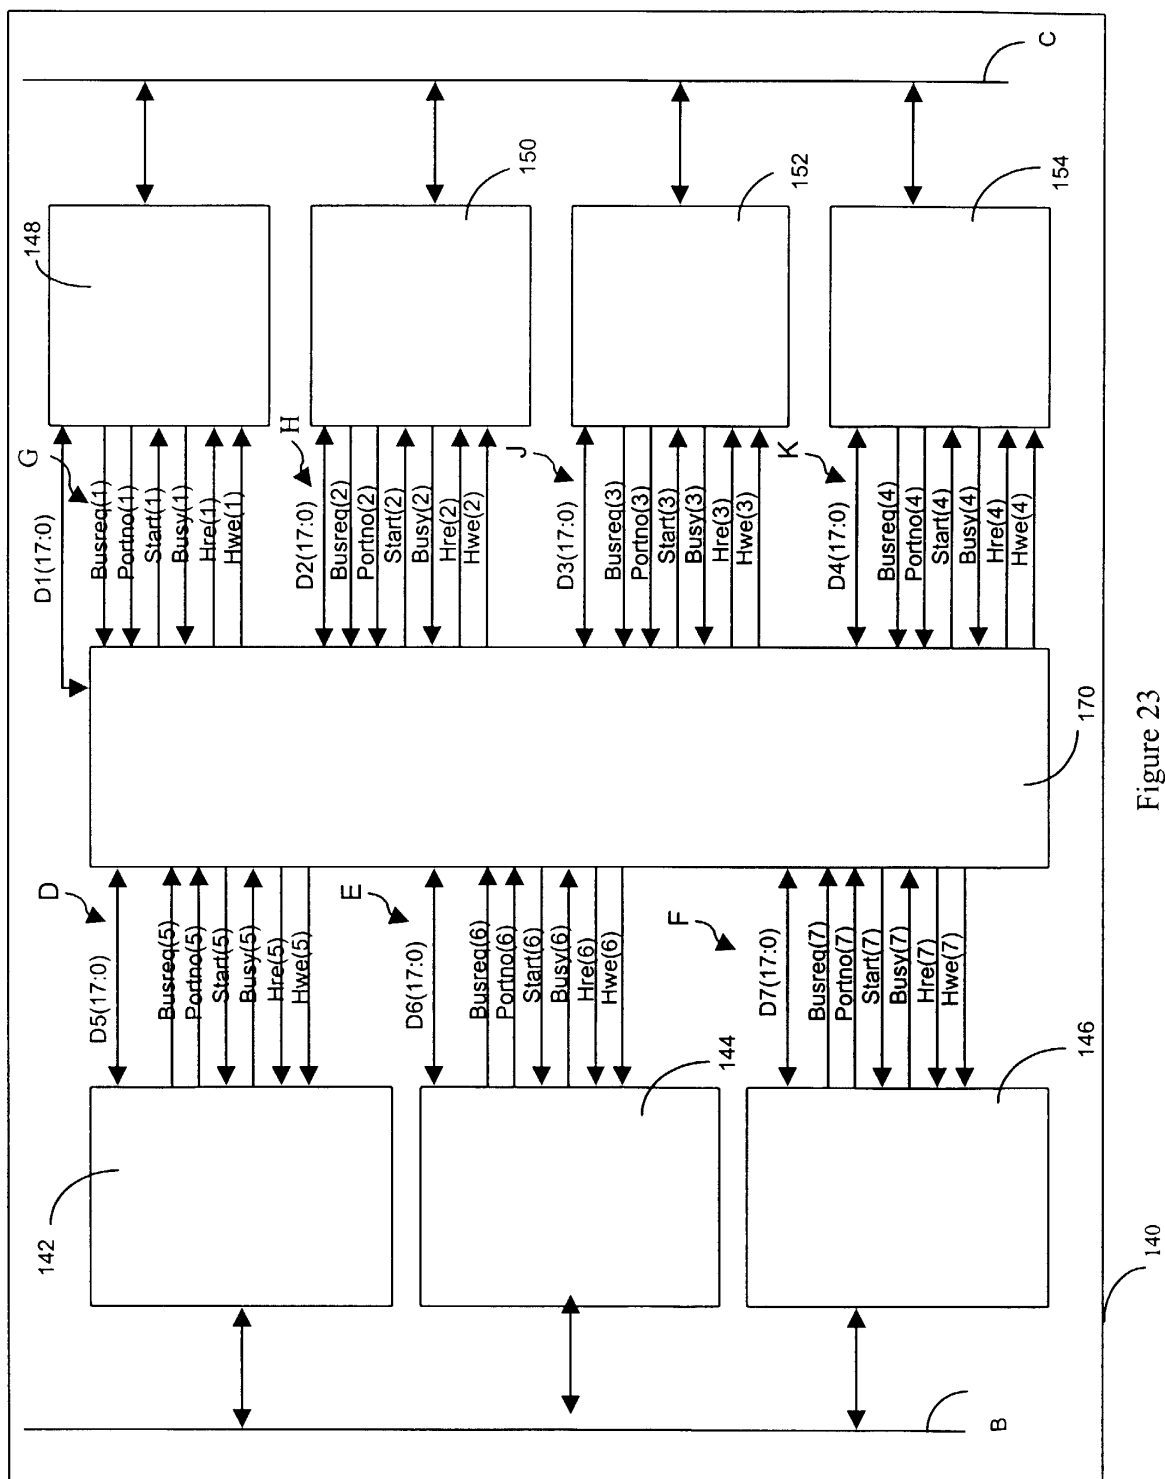 148
G
D1(17:0)
Busreq(1)
Portno(1)
Start(1)
Busy(1)
Hre(1)
Hwe(1)
150
H
D2(17:0)
Busreq(2)
Portno(2)
Start(2)
Busy(2)
Hre(2)
Hwe(2)
152
J
D3(17:0)
Busreq(3)
Portno(3)
Start(3)
Busy(3)
Hre(3)
Hwe(3)
154
K
D4(17:0)
Busreq(4)
Portno(4)
Start(4)
Busy(4)
Hre(4)
Hwe(4)
C
170
D
D5(17:0)
Busreq(5)
Portno(5)
Start(5)
Busy(5)
Hre(5)
Hwe(5)
142
E
D6(17:0)
Busreq(6)
Portno(6)
Start(6)
Busy(6)
Hre(6)
Hwe(6)
144
F
D7(17:0)
Busreq(7)
Portno(7)
Start(7)
Busy(7)
Hre(7)
Hwe(7)
146
B
140
Figure 23